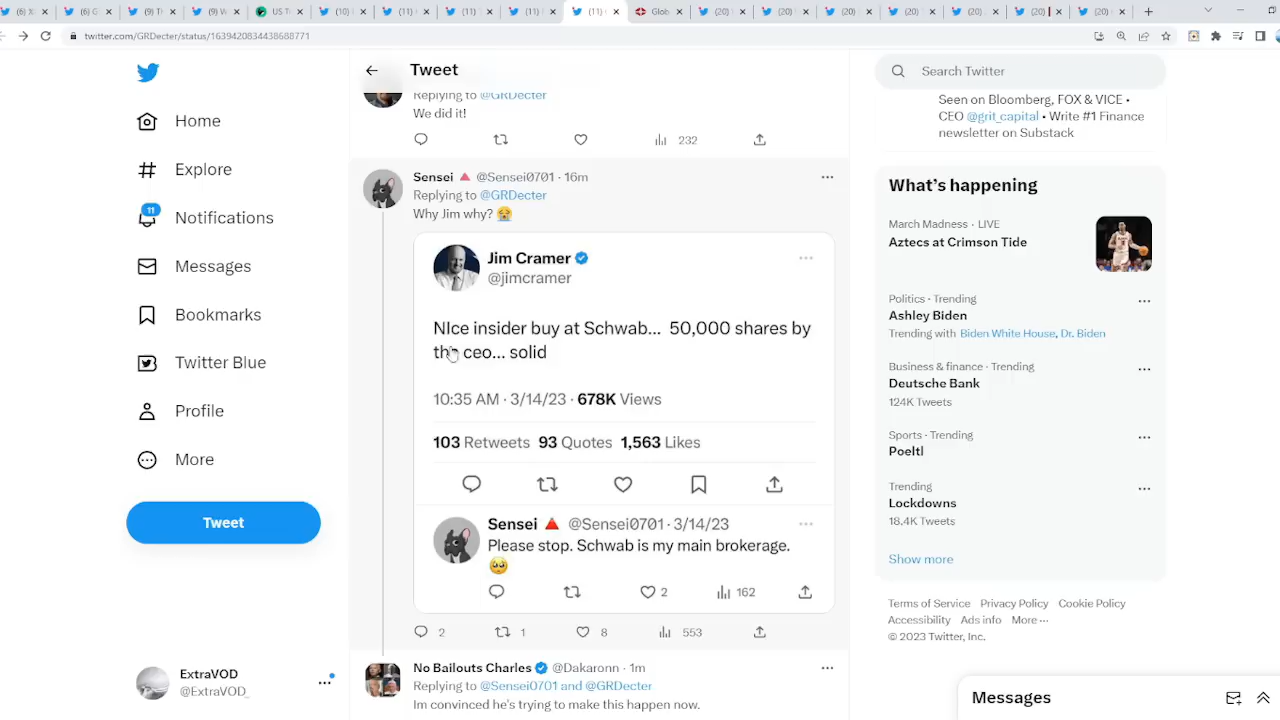 twitter.com/GRDecter/status/1639420834438688771
Home
Explore
11
Notifications
Messages
Bookmarks
Twitter Blue
Profile
More
Tweet
ExtraVOD
@ExtraVOD_
Tweet
Replying to @GRDecter
We did it!
232
Sensei 🔺 @Sensei0701 · 16m
Replying to @GRDecter
Why Jim why? 😭
Jim Cramer
@jimcramer
NIce insider buy at Schwab... 50,000 shares by
the ceo... solid
10:35 AM · 3/14/23 · 678K Views
103 Retweets 93 Quotes 1,563 Likes
Sensei 🔺 @Sensei0701 · 3/14/23
Please stop. Schwab is my main brokerage.
🥺
2 162
2 1 8 553
No Bailouts Charles @Dakaronn · 1m
Replying to @Sensei0701 and @GRDecter
Im convinced he's trying to make this happen now.
Search Twitter
Seen on Bloomberg, FOX & VICE •
CEO @grit_capital • Write #1 Finance
newsletter on Substack
What's happening
March Madness · LIVE
Aztecs at Crimson Tide
Politics · Trending
Ashley Biden
Trending with Biden White House, Dr. Biden
Business & finance · Trending
Deutsche Bank
124K Tweets
Sports · Trending
Poeltl
Trending
Lockdowns
18.4K Tweets
Show more
Terms of Service Privacy Policy Cookie Policy
Accessibility Ads info More ···
© 2023 Twitter, Inc.
Messages